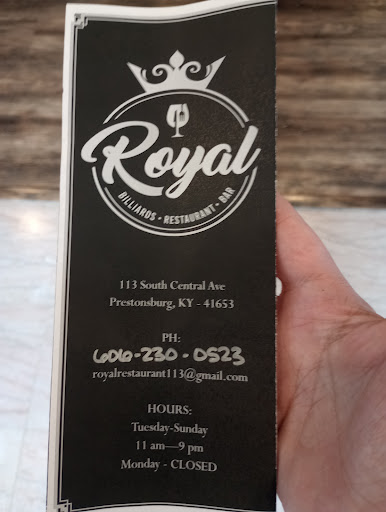 Royal
BILLIARDS • RESTAURANT • BAR
113 South Central Ave
Prestonsburg, KY - 41653
PH:
606-230-0523
royalrestaurant113@gmail.com
HOURS:
Tuesday-Sunday
11 am—9 pm
Monday - CLOSED